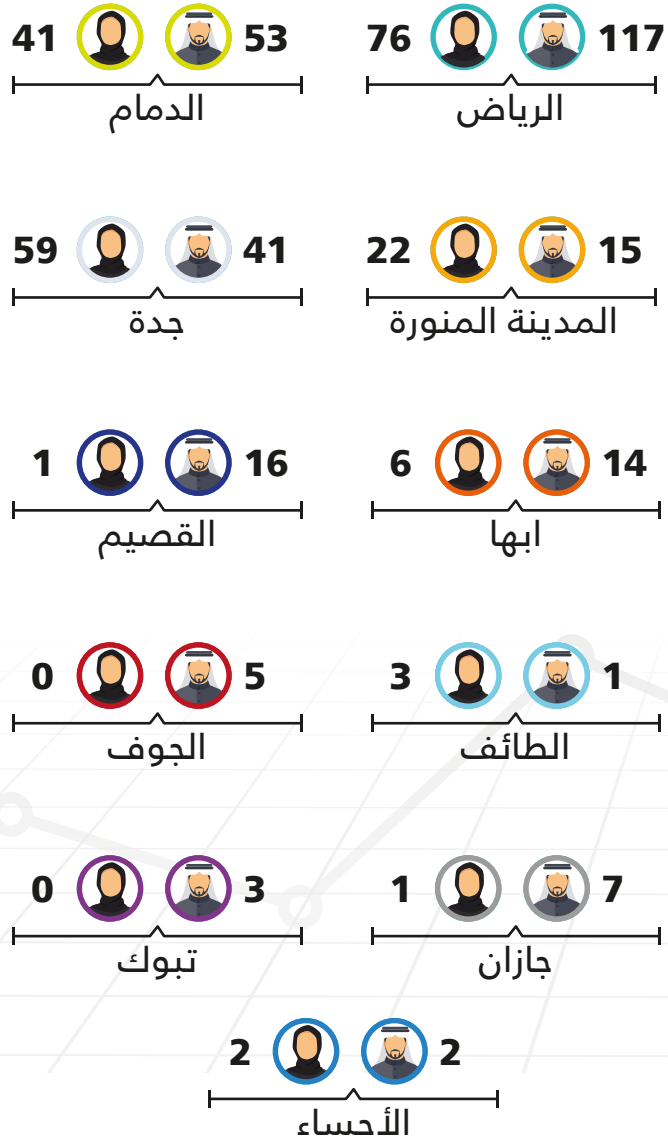 76 117
الرياض
41 53
الدمام
22 15
المدينة المنورة
59 41
جدة
6 14
ابها
1 16
القصيم
3 1
الطائف
0 5
الجوف
1 7
جازان
0 3
تبوك
2 2
الأحساء